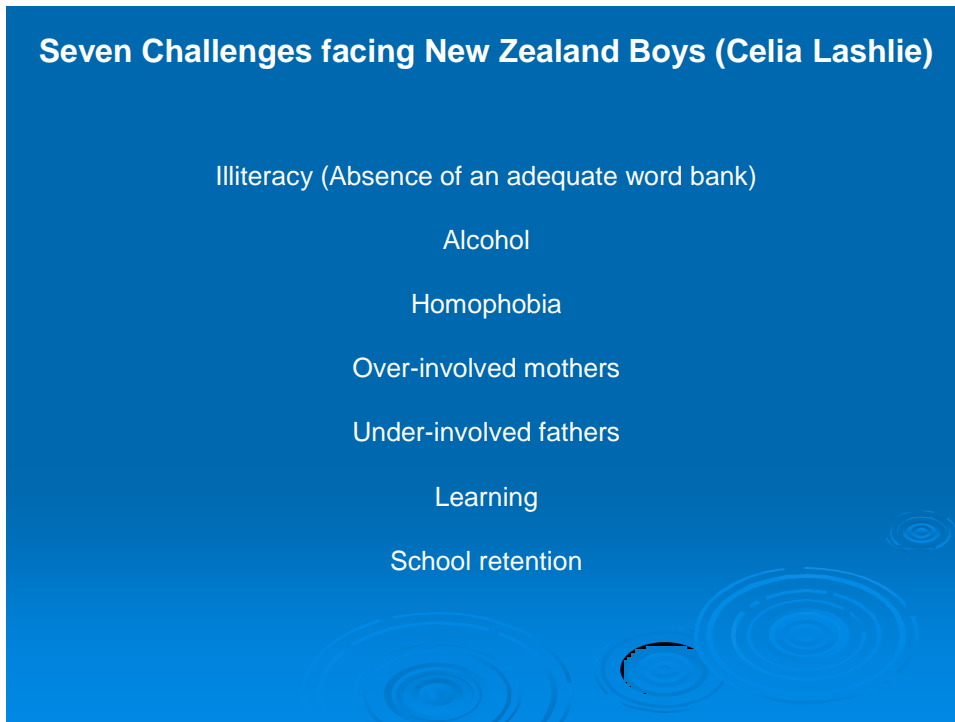 Seven Challenges facing New Zealand Boys (Celia Lashlie)
Illiteracy (Absence of an adequate word bank)
Alcohol
Homophobia
Over-involved mothers
Under-involved fathers
Learning
School retention